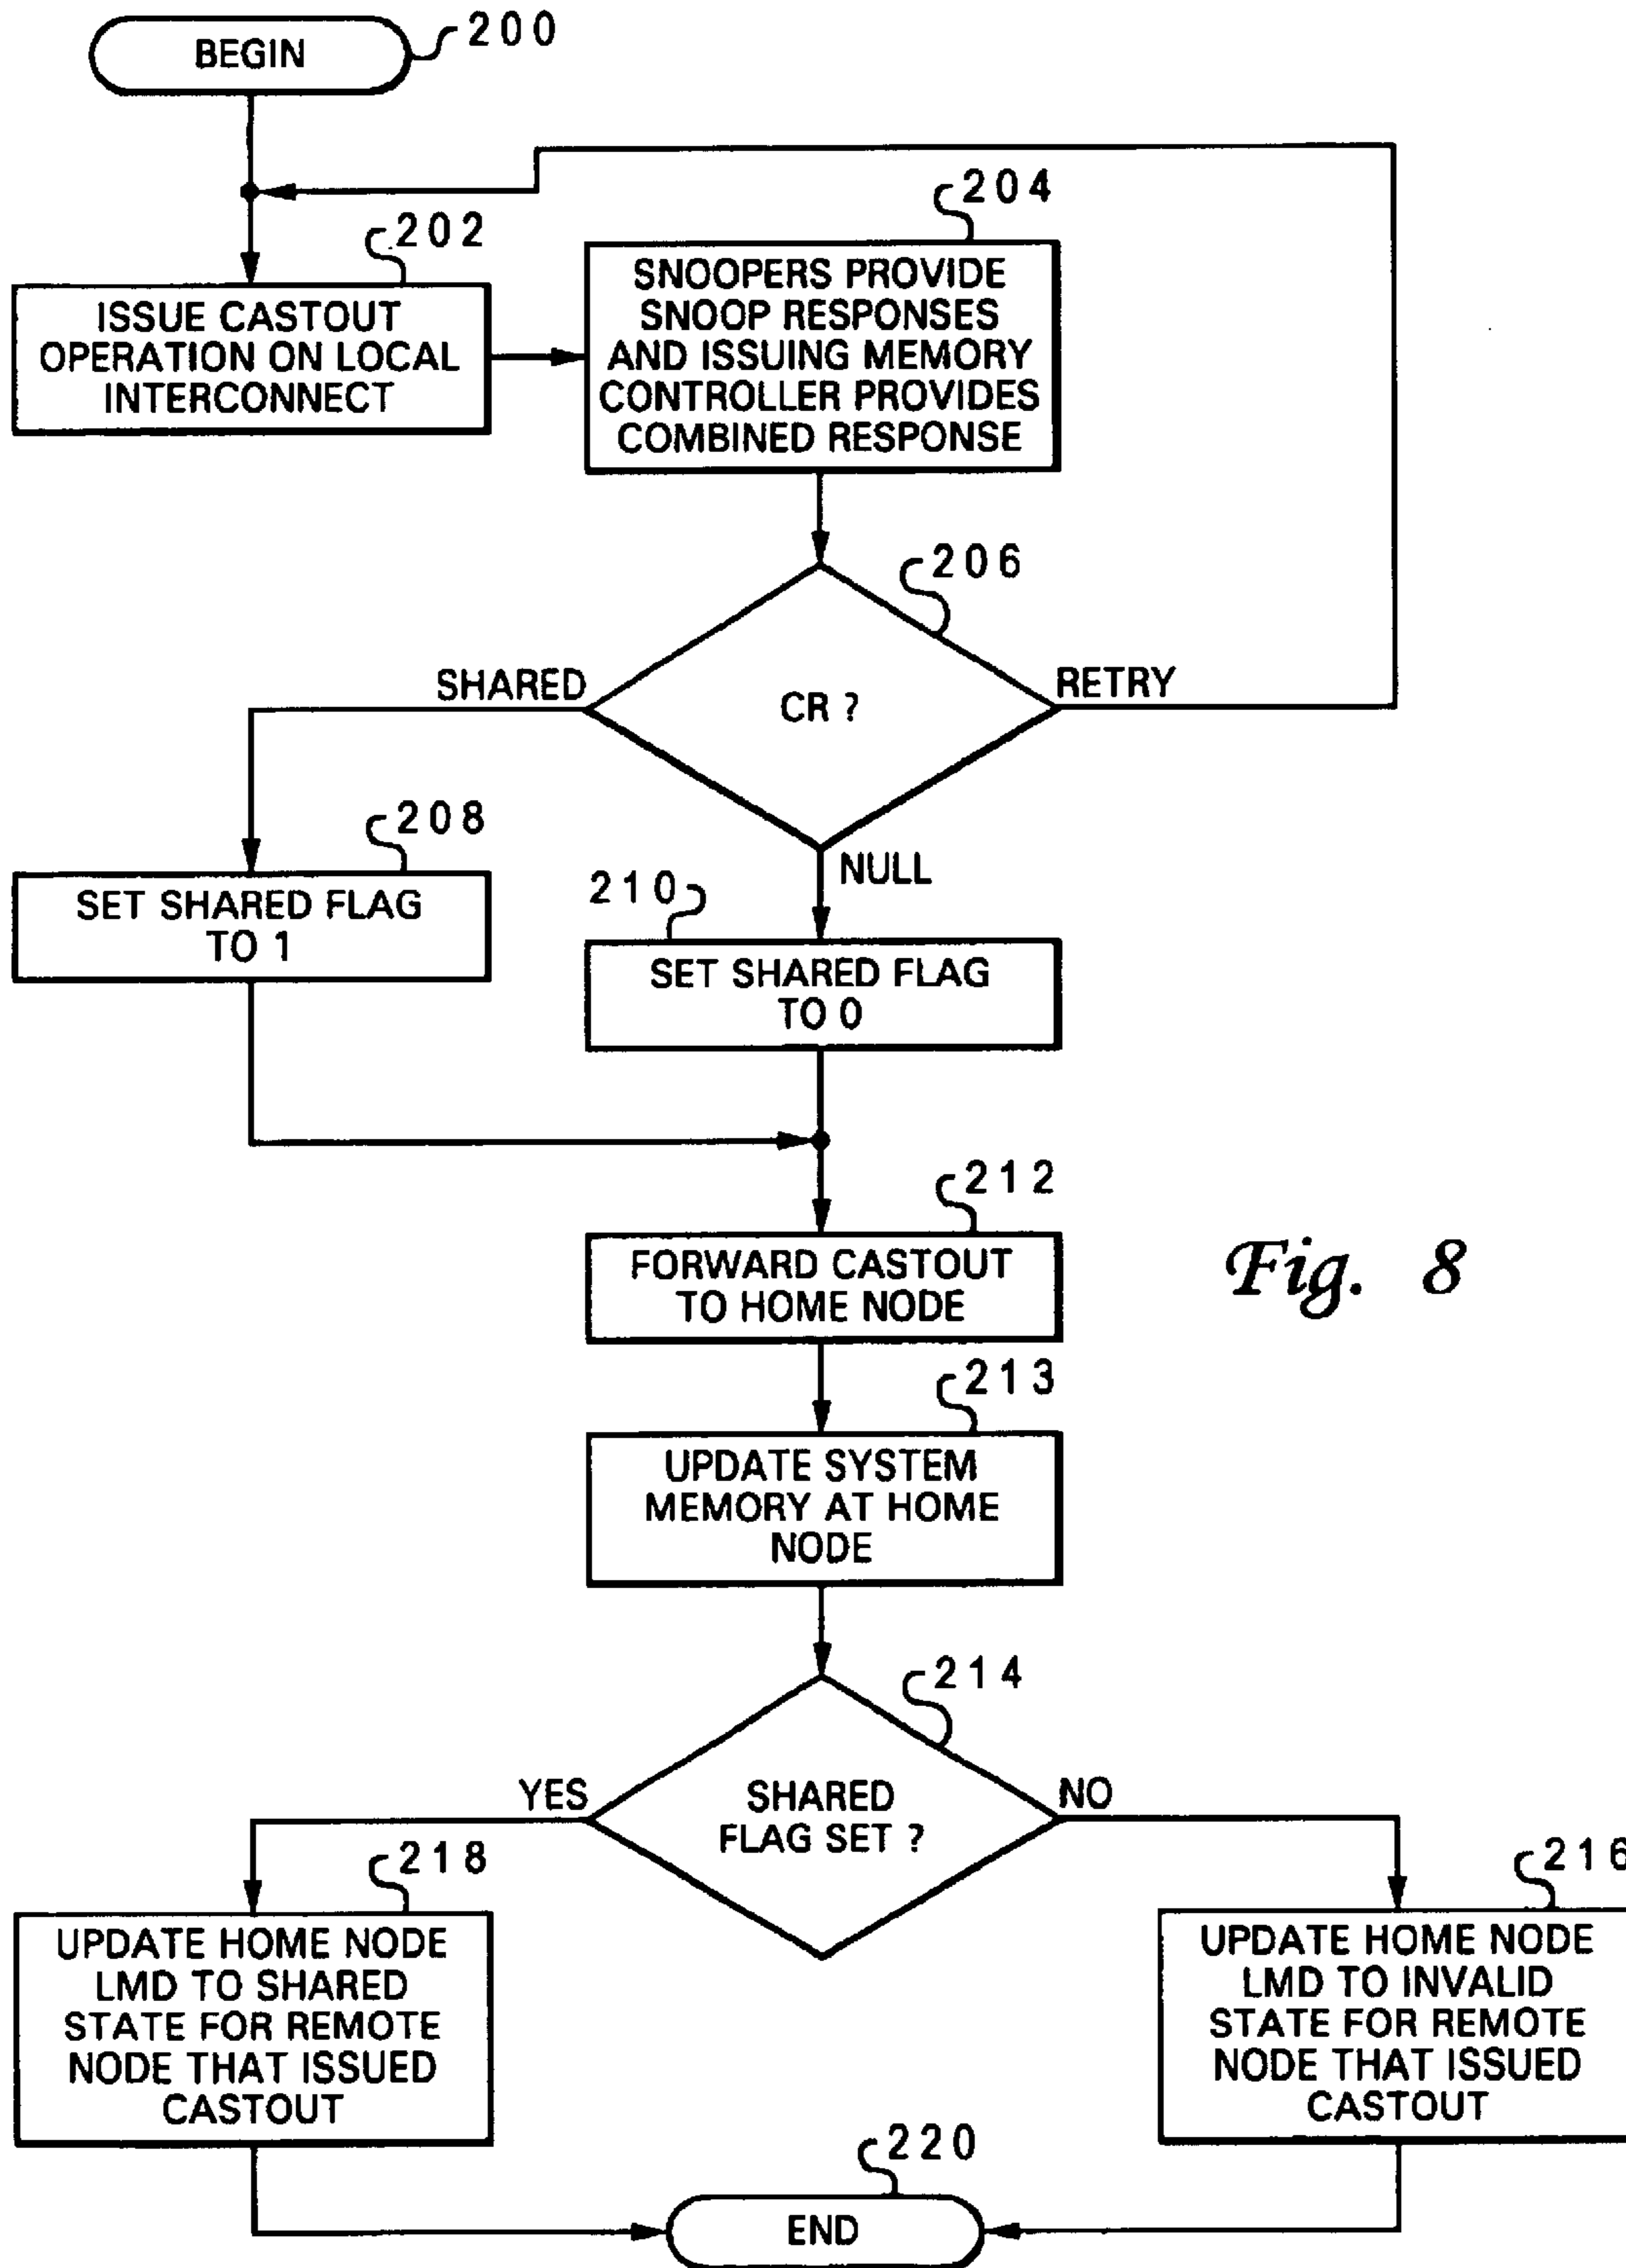 BEGIN
200
202
ISSUE CASTOUT
OPERATION ON LOCAL
INTERCONNECT
204
SNOOPERS PROVIDE
SNOOP RESPONSES
AND ISSUING MEMORY
CONTROLLER PROVIDES
COMBINED RESPONSE
206
CR ?
SHARED
RETRY
NULL
208
SET SHARED FLAG
TO 1
210
SET SHARED FLAG
TO 0
212
FORWARD CASTOUT
TO HOME NODE
Fig. 8
213
UPDATE SYSTEM
MEMORY AT HOME
NODE
214
SHARED
FLAG SET ?
YES
NO
218
UPDATE HOME NODE
LMD TO SHARED
STATE FOR REMOTE
NODE THAT ISSUED
CASTOUT
216
UPDATE HOME NODE
LMD TO INVALID
STATE FOR REMOTE
NODE THAT ISSUED
CASTOUT
220
END